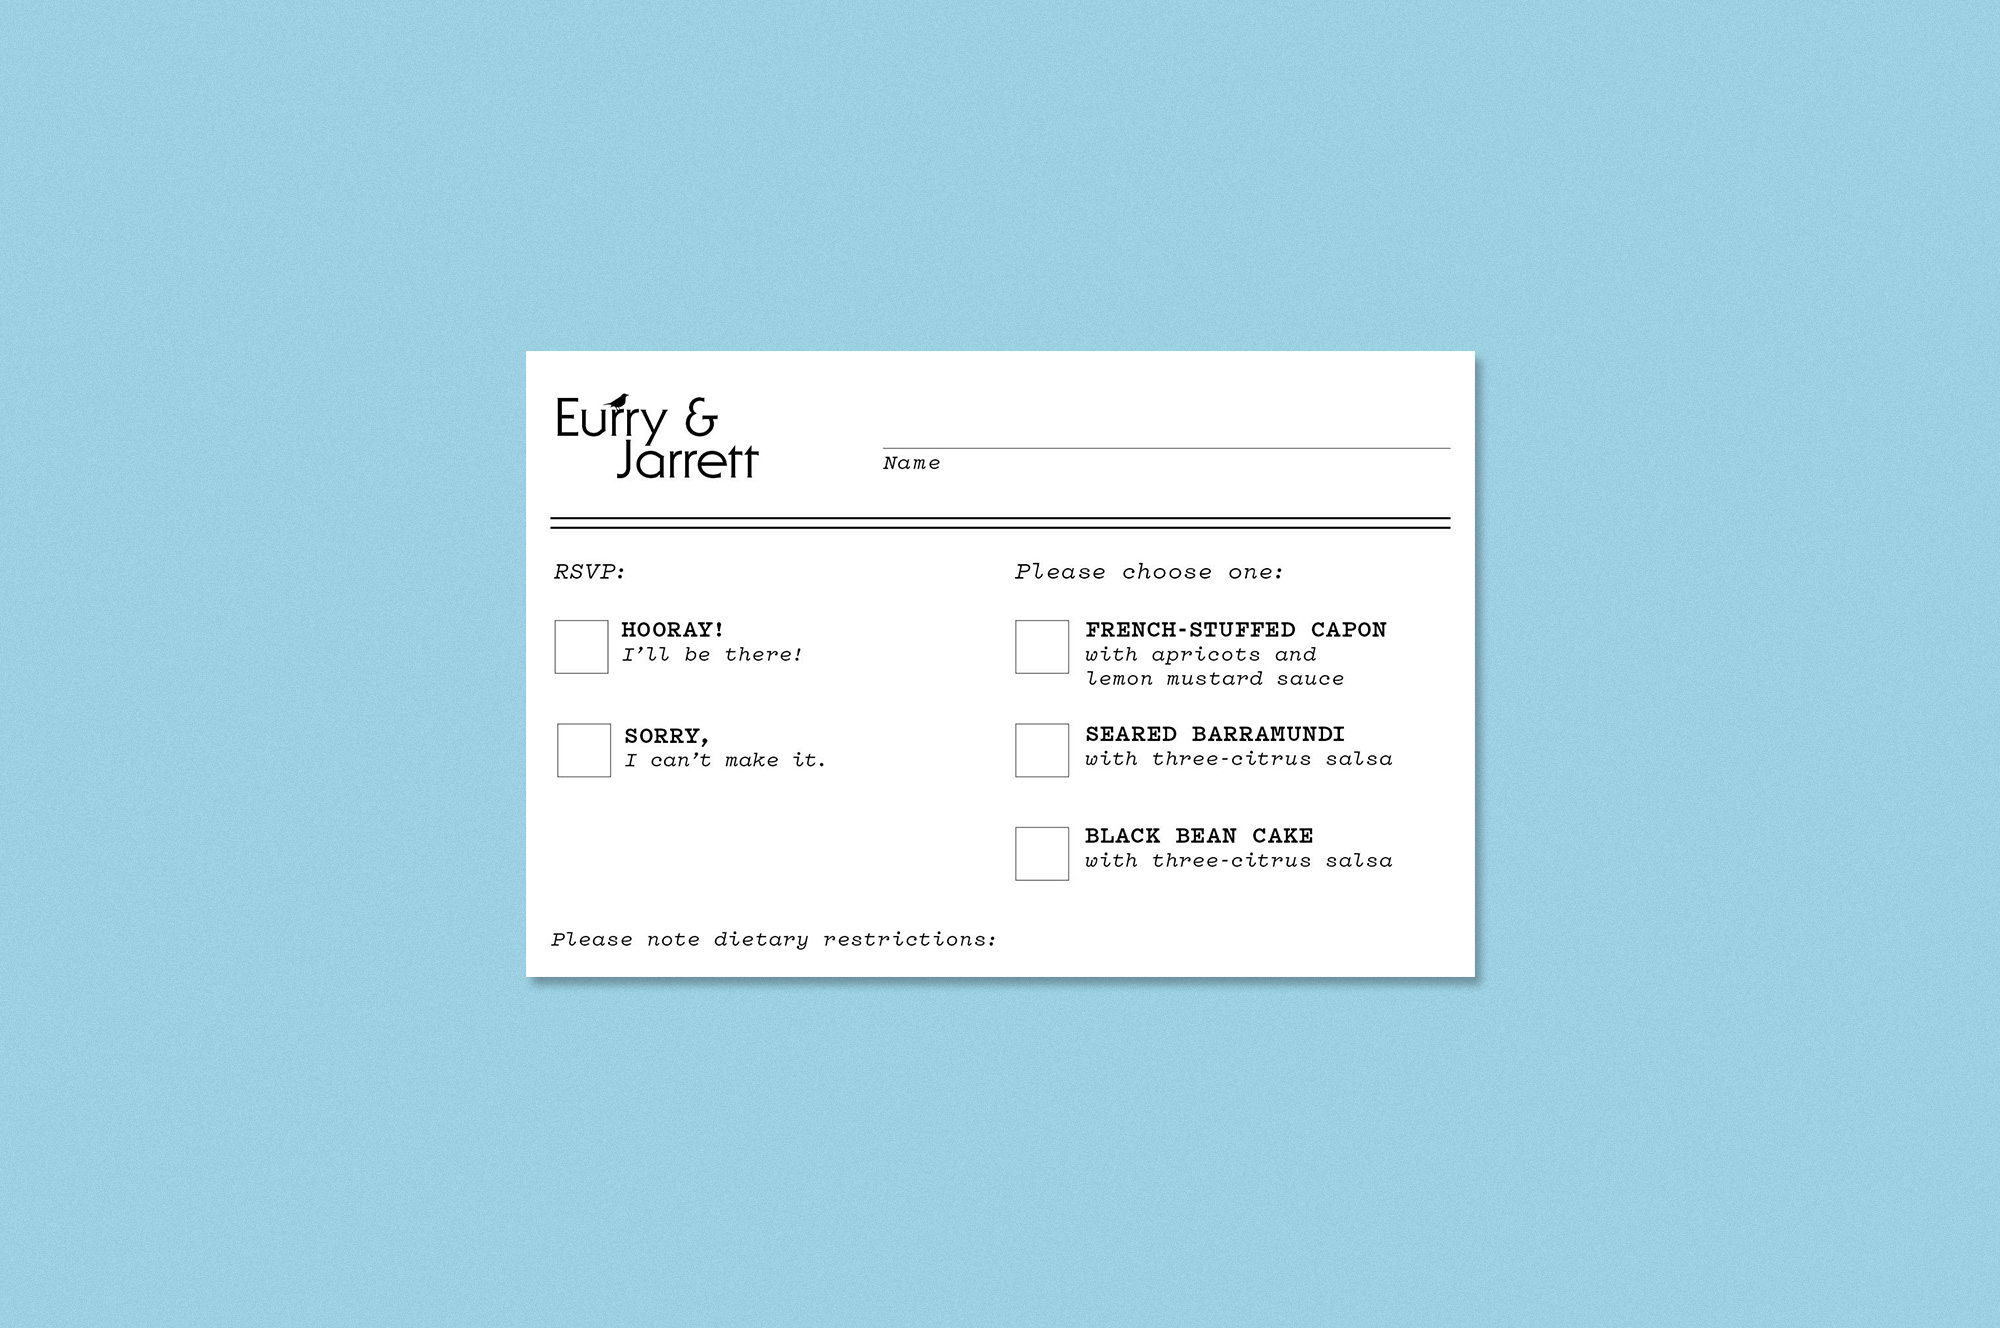 Eurry &
Jarrett
Name
RSVP:
HOORAY!
I’ll be there!
SORRY,
I can’t make it.
Please choose one:
FRENCH-STUFFED CAPON
with apricots and
lemon mustard sauce
SEARED BARRAMUNDI
with three-citrus salsa
BLACK BEAN CAKE
with three-citrus salsa
Please note dietary restrictions: